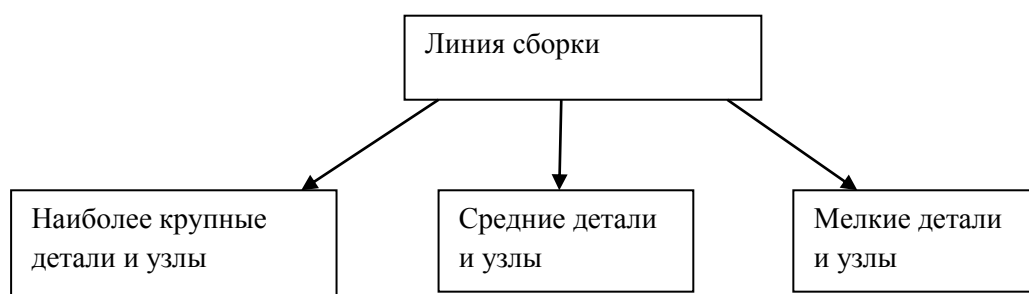 Линия сборки
Наиболее крупные
детали и узлы
Средние детали
и узлы
Мелкие детали
и узлы